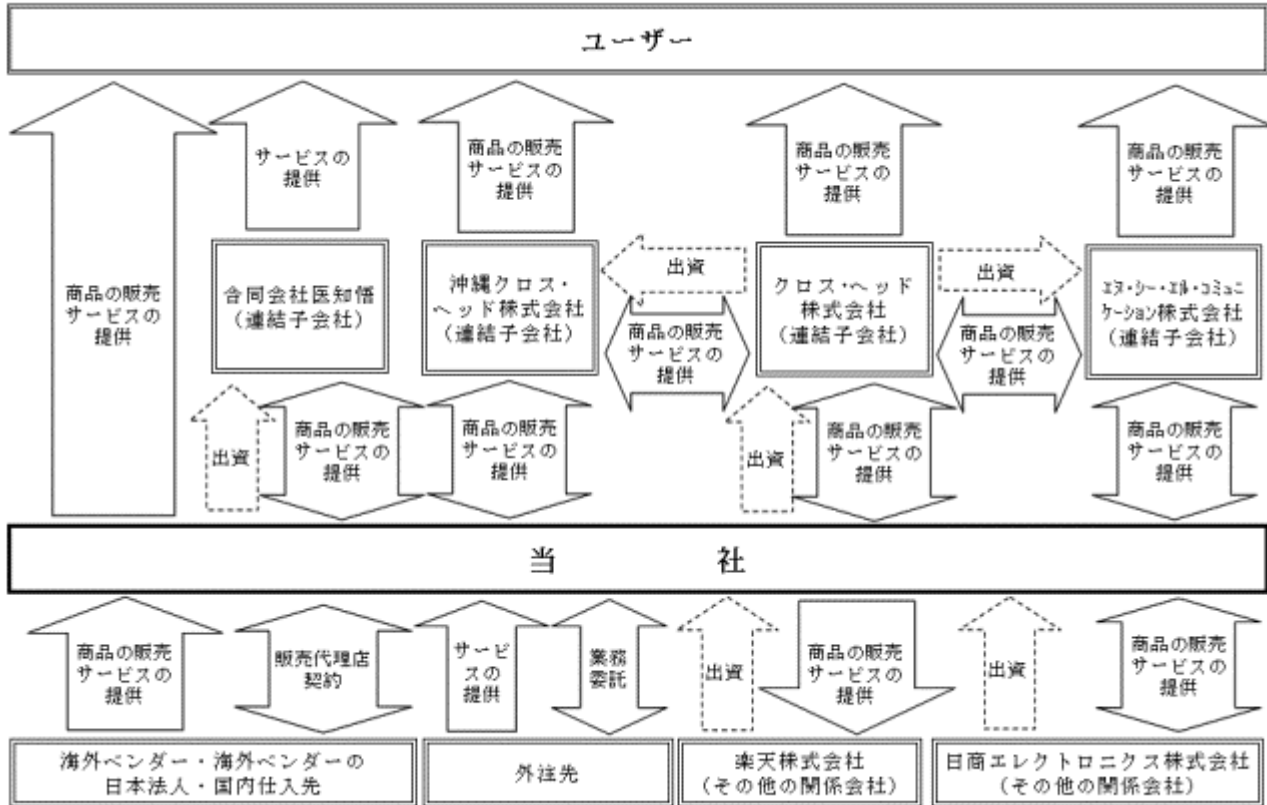 ユーザー
商品の販売
サービスの
提供
サービスの
提供
商品の販売
サービスの
提供
商品の販売
サービスの
提供
商品の販売
サービスの
提供
合同会社医知悟
(連結子会社)
沖縄クロス・
ヘッド株式会社
(連結子会社)
出資
商品の販売
サービスの
提供
クロス・ヘッド
株式会社
(連結子会社)
出資
商品の販売
サービスの
提供
ｴﾇ･ｼｰ･ｴﾙ･ｺﾐｭﾆ
ｹｰｼｮﾝ株式会社
(連結子会社)
出資
商品の販売
サービスの
提供
商品の販売
サービスの
提供
出資
商品の販売
サービスの
提供
商品の販売
サービスの
提供
当 社
商品の販売
サービスの
提供
販売代理店
契約
サービ
スの
提供
業務
委託
出資
商品の販売
サービスの
提供
出資
商品の販売
サービスの
提供
海外ベンダー・海外ベンダーの
日本法人・国内仕入先
外注先
楽天株式会社
(その他の関係会社)
日商エレクトロニクス株式会社
(その他の関係会社)